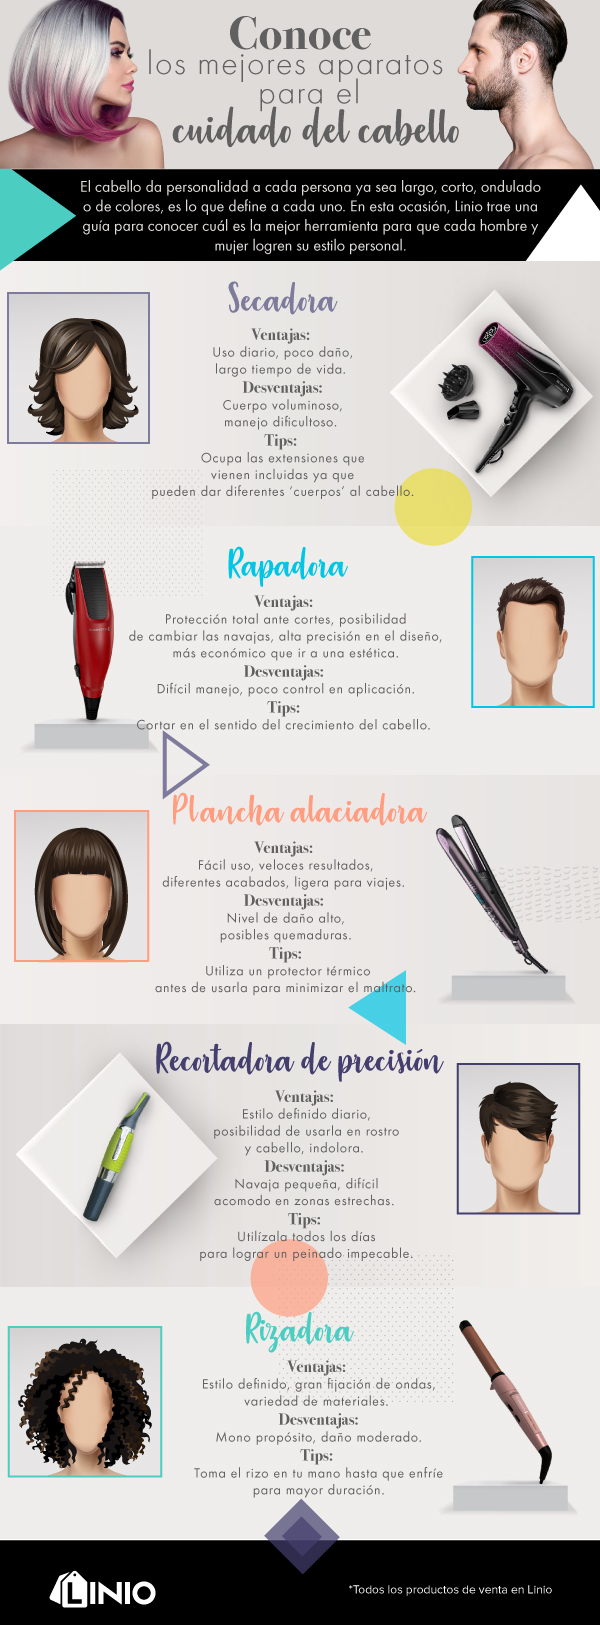 Conoce
los mejores aparatos
para el
cuidado del cabello
El cabello da personalidad a cada persona ya sea largo, corto, ondulado
o de colores, es lo que define a cada uno. En esta ocasión, Linio trae una
guía para conocer cuál es la mejor herramienta para que cada hombre y
mujer logren su estilo personal.
Secadora
Ventajas:
Uso diario, poco daño,
largo tiempo de vida.
Desventajas:
Cuerpo voluminoso,
manejo dificultoso.
Tips:
Ocupa las extensiones que
vienen incluidas ya que
pueden dar diferentes ‘cuerpos’ al cabello.
Rapadora
Ventajas:
Protección total ante cortes, posibilidad
de cambiar las navajas, alta precisión en el diseño,
más económico que ir a una estética.
Desventajas:
Difícil manejo, poco control en aplicación.
Tips:
Cortar en el sentido del crecimiento del cabello.
Plancha alaciadora
Ventajas:
Fácil uso, veloces resultados,
diferentes acabados, ligera para viajes.
Desventajas:
Nivel de daño alto,
posibles quemaduras.
Tips:
Utiliza un protector térmico
antes de usarla para minimizar el maltrato.
Recortadora de precisión
Ventajas:
Estilo definido diario,
posibilidad de usarla en rostro
y cabello, indolora.
Desventajas:
Navaja pequeña, difícil
acomodo en zonas estrechas.
Tips:
Utilízala todos los días
para lograr un peinado impecable.
Rizadora
Ventajas:
Estilo definido, gran fijación de ondas,
variedad de materiales.
Desventajas:
Mono propósito, daño moderado.
Tips:
Toma el rizo en tu mano hasta que enfríe
para mayor duración.
LINIO
*Todos los productos de venta en Linio